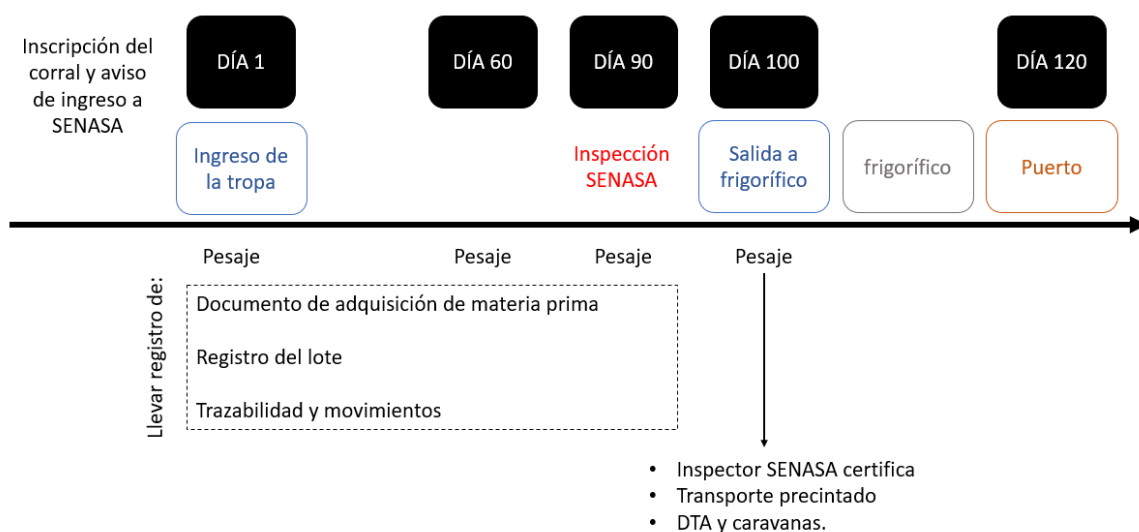 Inscripción del
corral y aviso
de ingreso a
SENASA
DÍA 1
DÍA 60
DÍA 90
DÍA 100
DÍA 120
Ingreso de
la tropa
Inspección
SENASA
Salida a
frigorífico
frigorífico
Puerto
Pesaje
Pesaje
Pesaje
Pesaje
Llevar registro de:
Documento de adquisición de materia prima
Registro del lote
Trazabilidad y movimientos
• Inspector SENASA certifica
• Transporte precintado
• DTA y caravanas.